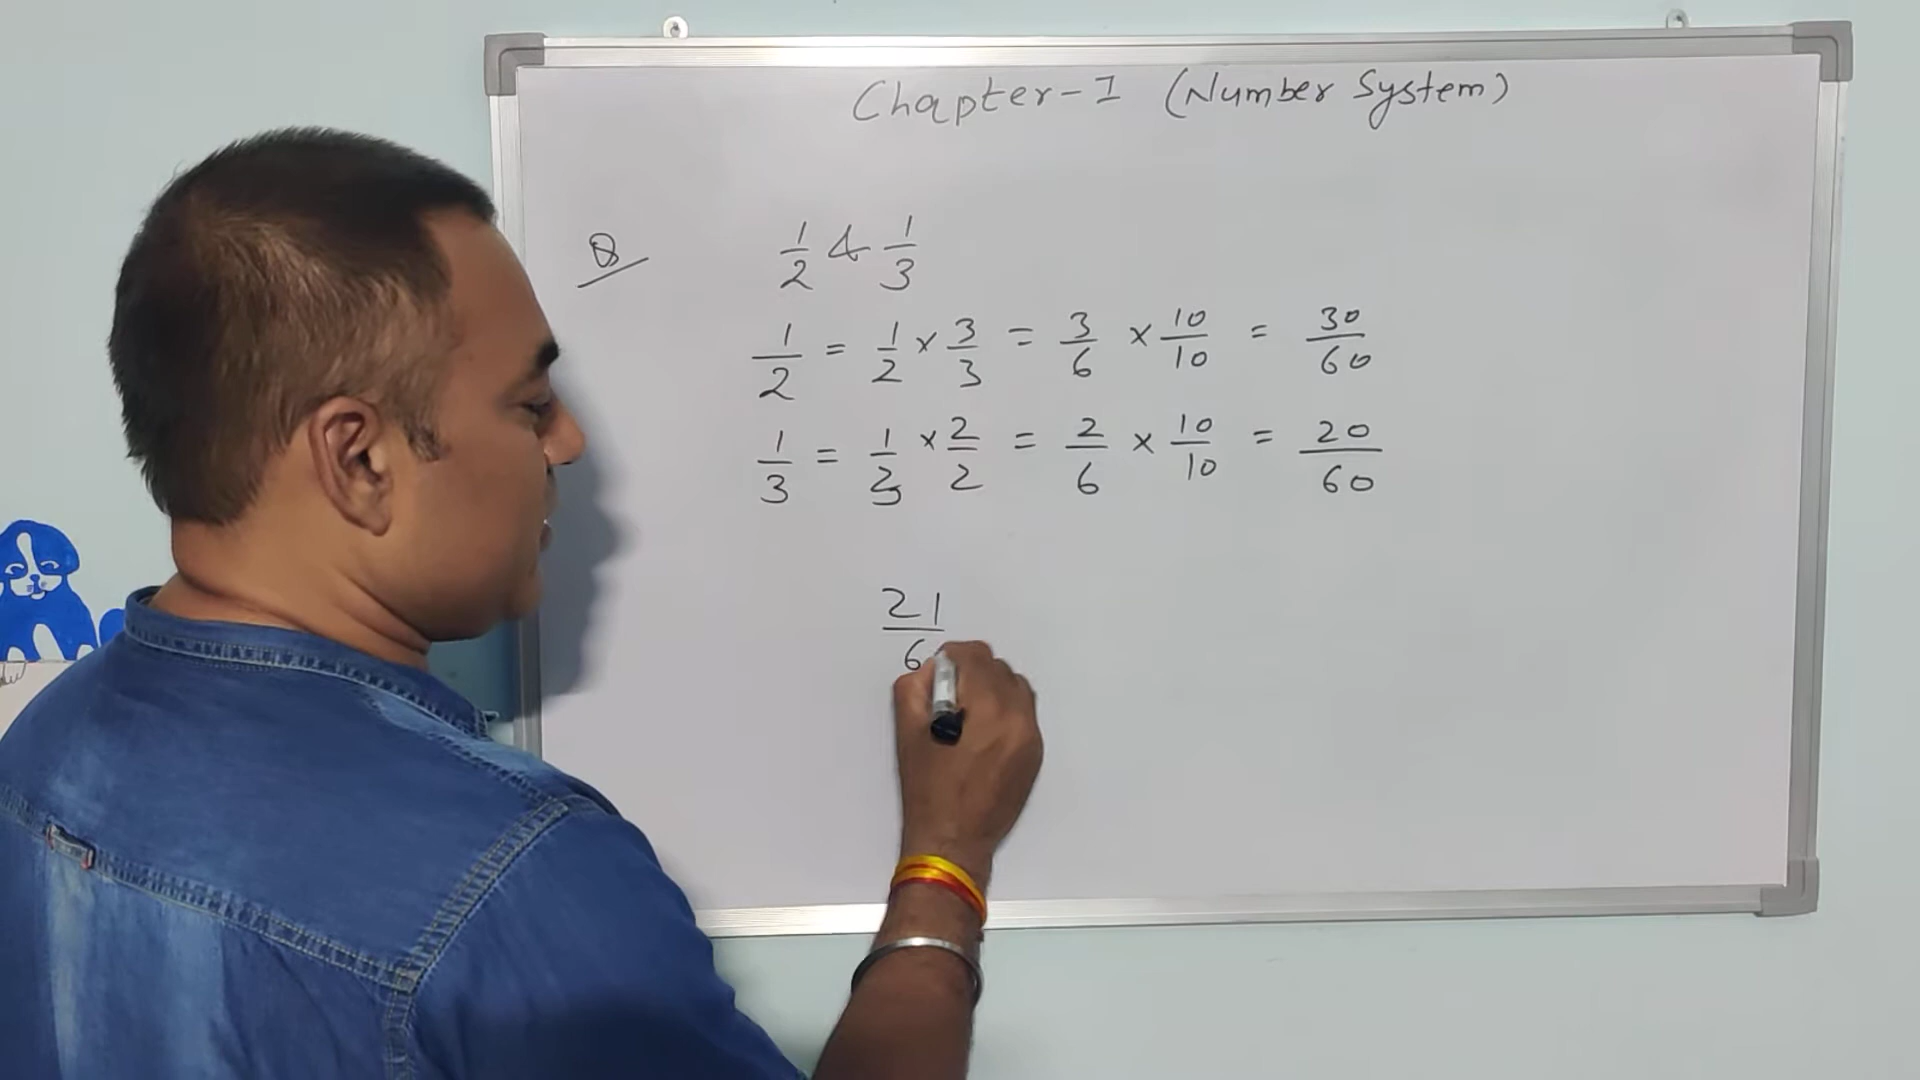 Chapter-1 (Number System)
Q 1/2 & 1/3
1/2 = 1/2 × 3/3 = 3/6 × 10/10 = 30/60
1/3 = 1/3 × 2/2 = 2/6 × 10/10 = 20/60
21/6